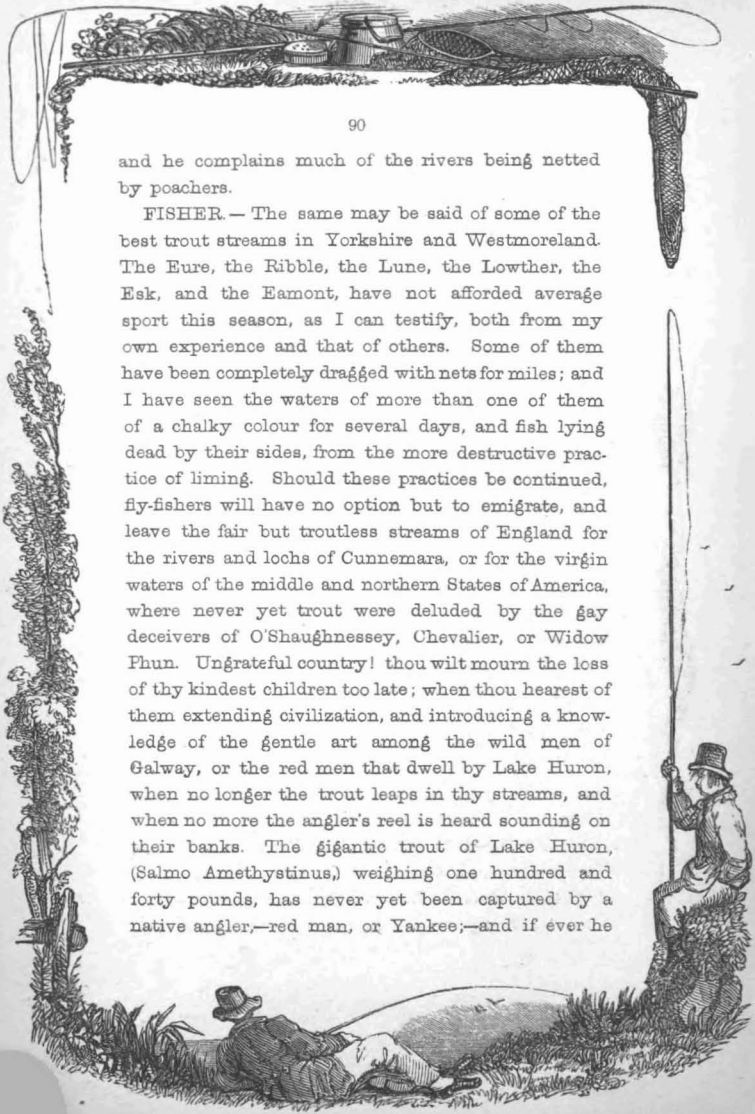 90
and he complains much of the rivers being netted
by poachers.
FISHER. — The same may be said of some of the
best trout streams in Yorkshire and Westmoreland.
The Eure, the Ribble, the Lune, the Lowther, the
Esk, and the Eamont, have not afforded average
sport this season, as I can testify, both from my
own experience and that of others. Some of them
have been completely dragged with nets for miles; and
I have seen the waters of more than one of them
of a chalky colour for several days, and fish lying
dead by their sides, from the more destructive prac-
tice of liming. Should these practices be continued,
fly-fishers will have no option but to emigrate, and
leave the fair but troutless streams of England for
the rivers and lochs of Cunnemara, or for the virgin
waters of the middle and northern States of America,
where never yet trout were deluded by the gay
deceivers of O'Shaughnessey, Chevalier, or Widow
Phun. Ungrateful country! thou wilt mourn the loss
of thy kindest children too late; when thou hearest of
them extending civilization, and introducing a know-
ledge of the gentle art among the wild men of
Galway, or the red men that dwell by Lake Huron,
when no longer the trout leaps in thy streams, and
when no more the angler's reel is heard sounding on
their banks. The gigantic trout of Lake Huron,
(Salmo Amethystinus,) weighing one hundred and
forty pounds, has never yet been captured by a
native angler,—red man, or Yankee;—and if ever he